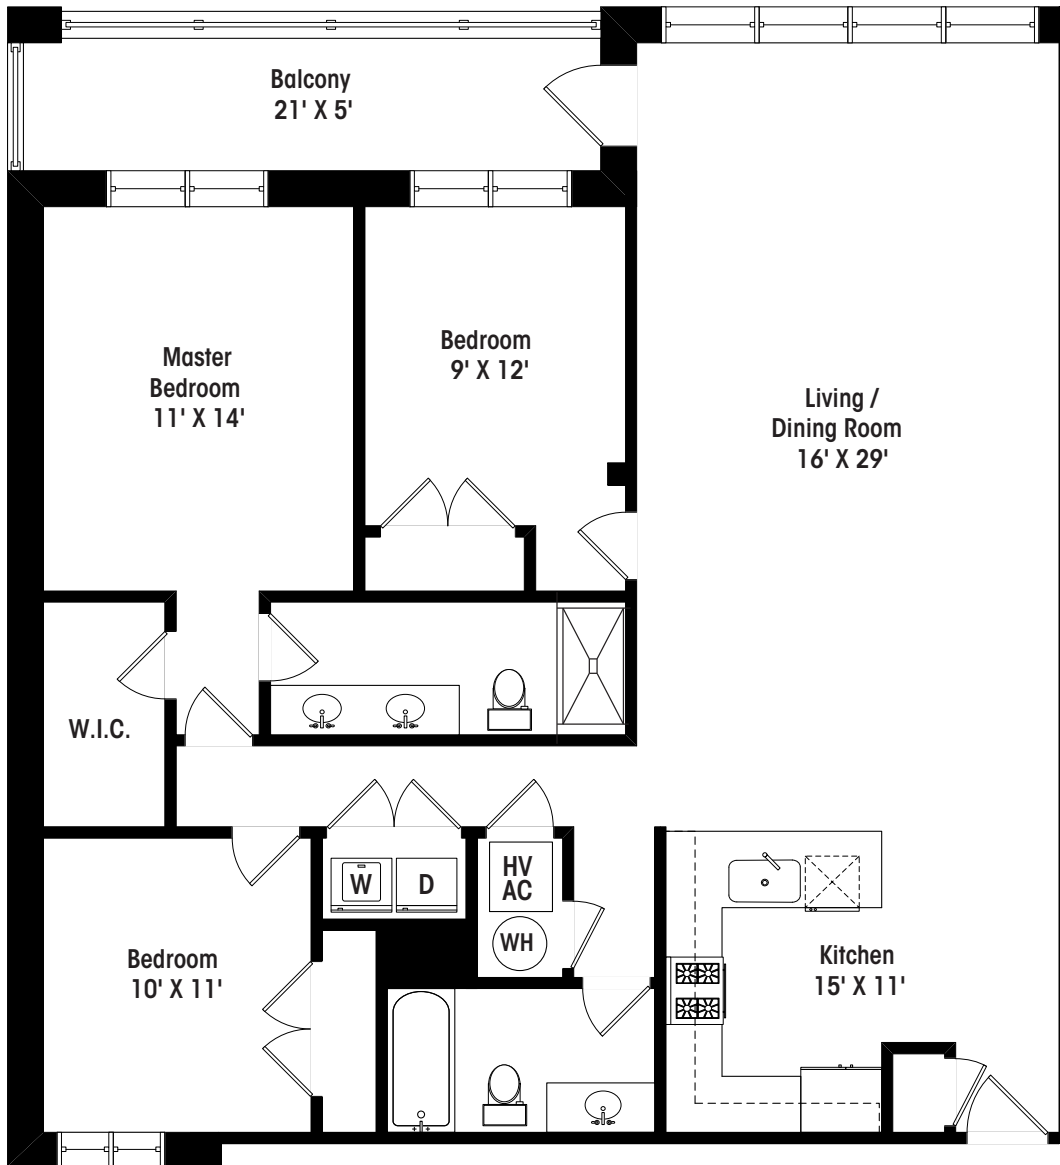 Balcony
21' X 5'
Master
Bedroom
11' X 14'
Bedroom
9' X 12'
Living /
Dining Room
16' X 29'
W.I.C.
W
D
HV
AC
WH
Bedroom
10' X 11'
Kitchen
15' X 11'